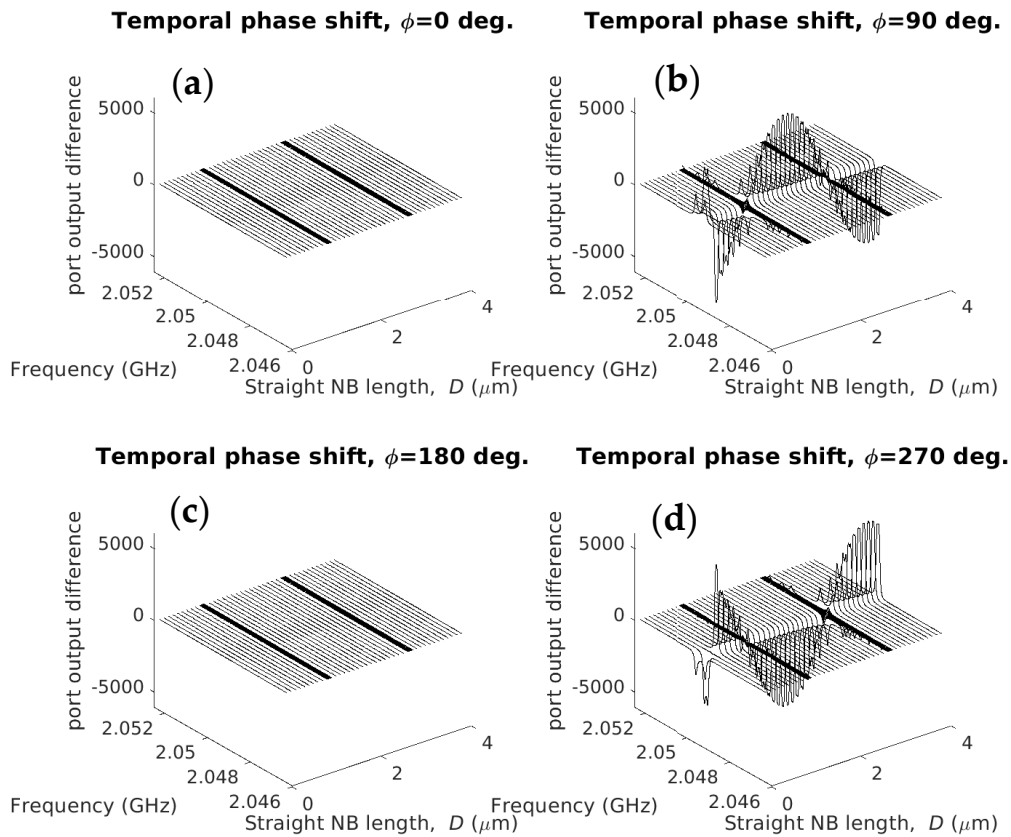 Temporal phase shift, ϕ=0 deg.
(a)
port output difference
5000
0
-5000
2.052
2.05
2.048
2.046
Frequency (GHz)
0
2
4
Straight NB length, D (μm)
Temporal phase shift, ϕ=90 deg.
(b)
port output difference
5000
0
-5000
2.052
2.05
2.048
2.046
Frequency (GHz)
0
2
4
Straight NB length, D (μm)
Temporal phase shift, ϕ=180 deg.
(c)
port output difference
5000
0
-5000
2.052
2.05
2.048
2.046
Frequency (GHz)
0
2
4
Straight NB length, D (μm)
Temporal phase shift, ϕ=270 deg.
(d)
port output difference
5000
0
-5000
2.052
2.05
2.048
2.046
Frequency (GHz)
0
2
4
Straight NB length, D (μm)